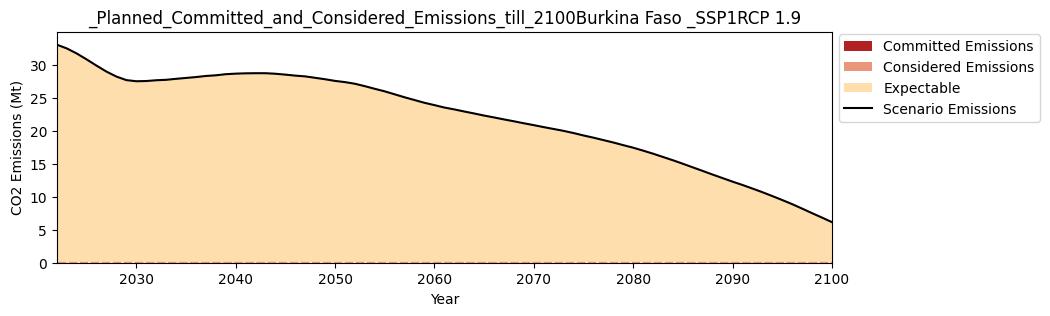 _Planned_Committed_and_Considered_Emissions_till_2100Burkina Faso _SSP1RCP 1.9
Committed Emissions
Considered Emissions
Expectable
Scenario Emissions
CO2 Emissions (Mt)
30
25
20
15
10
5
0
2030 2040 2050 2060 2070 2080 2090 2100
Year